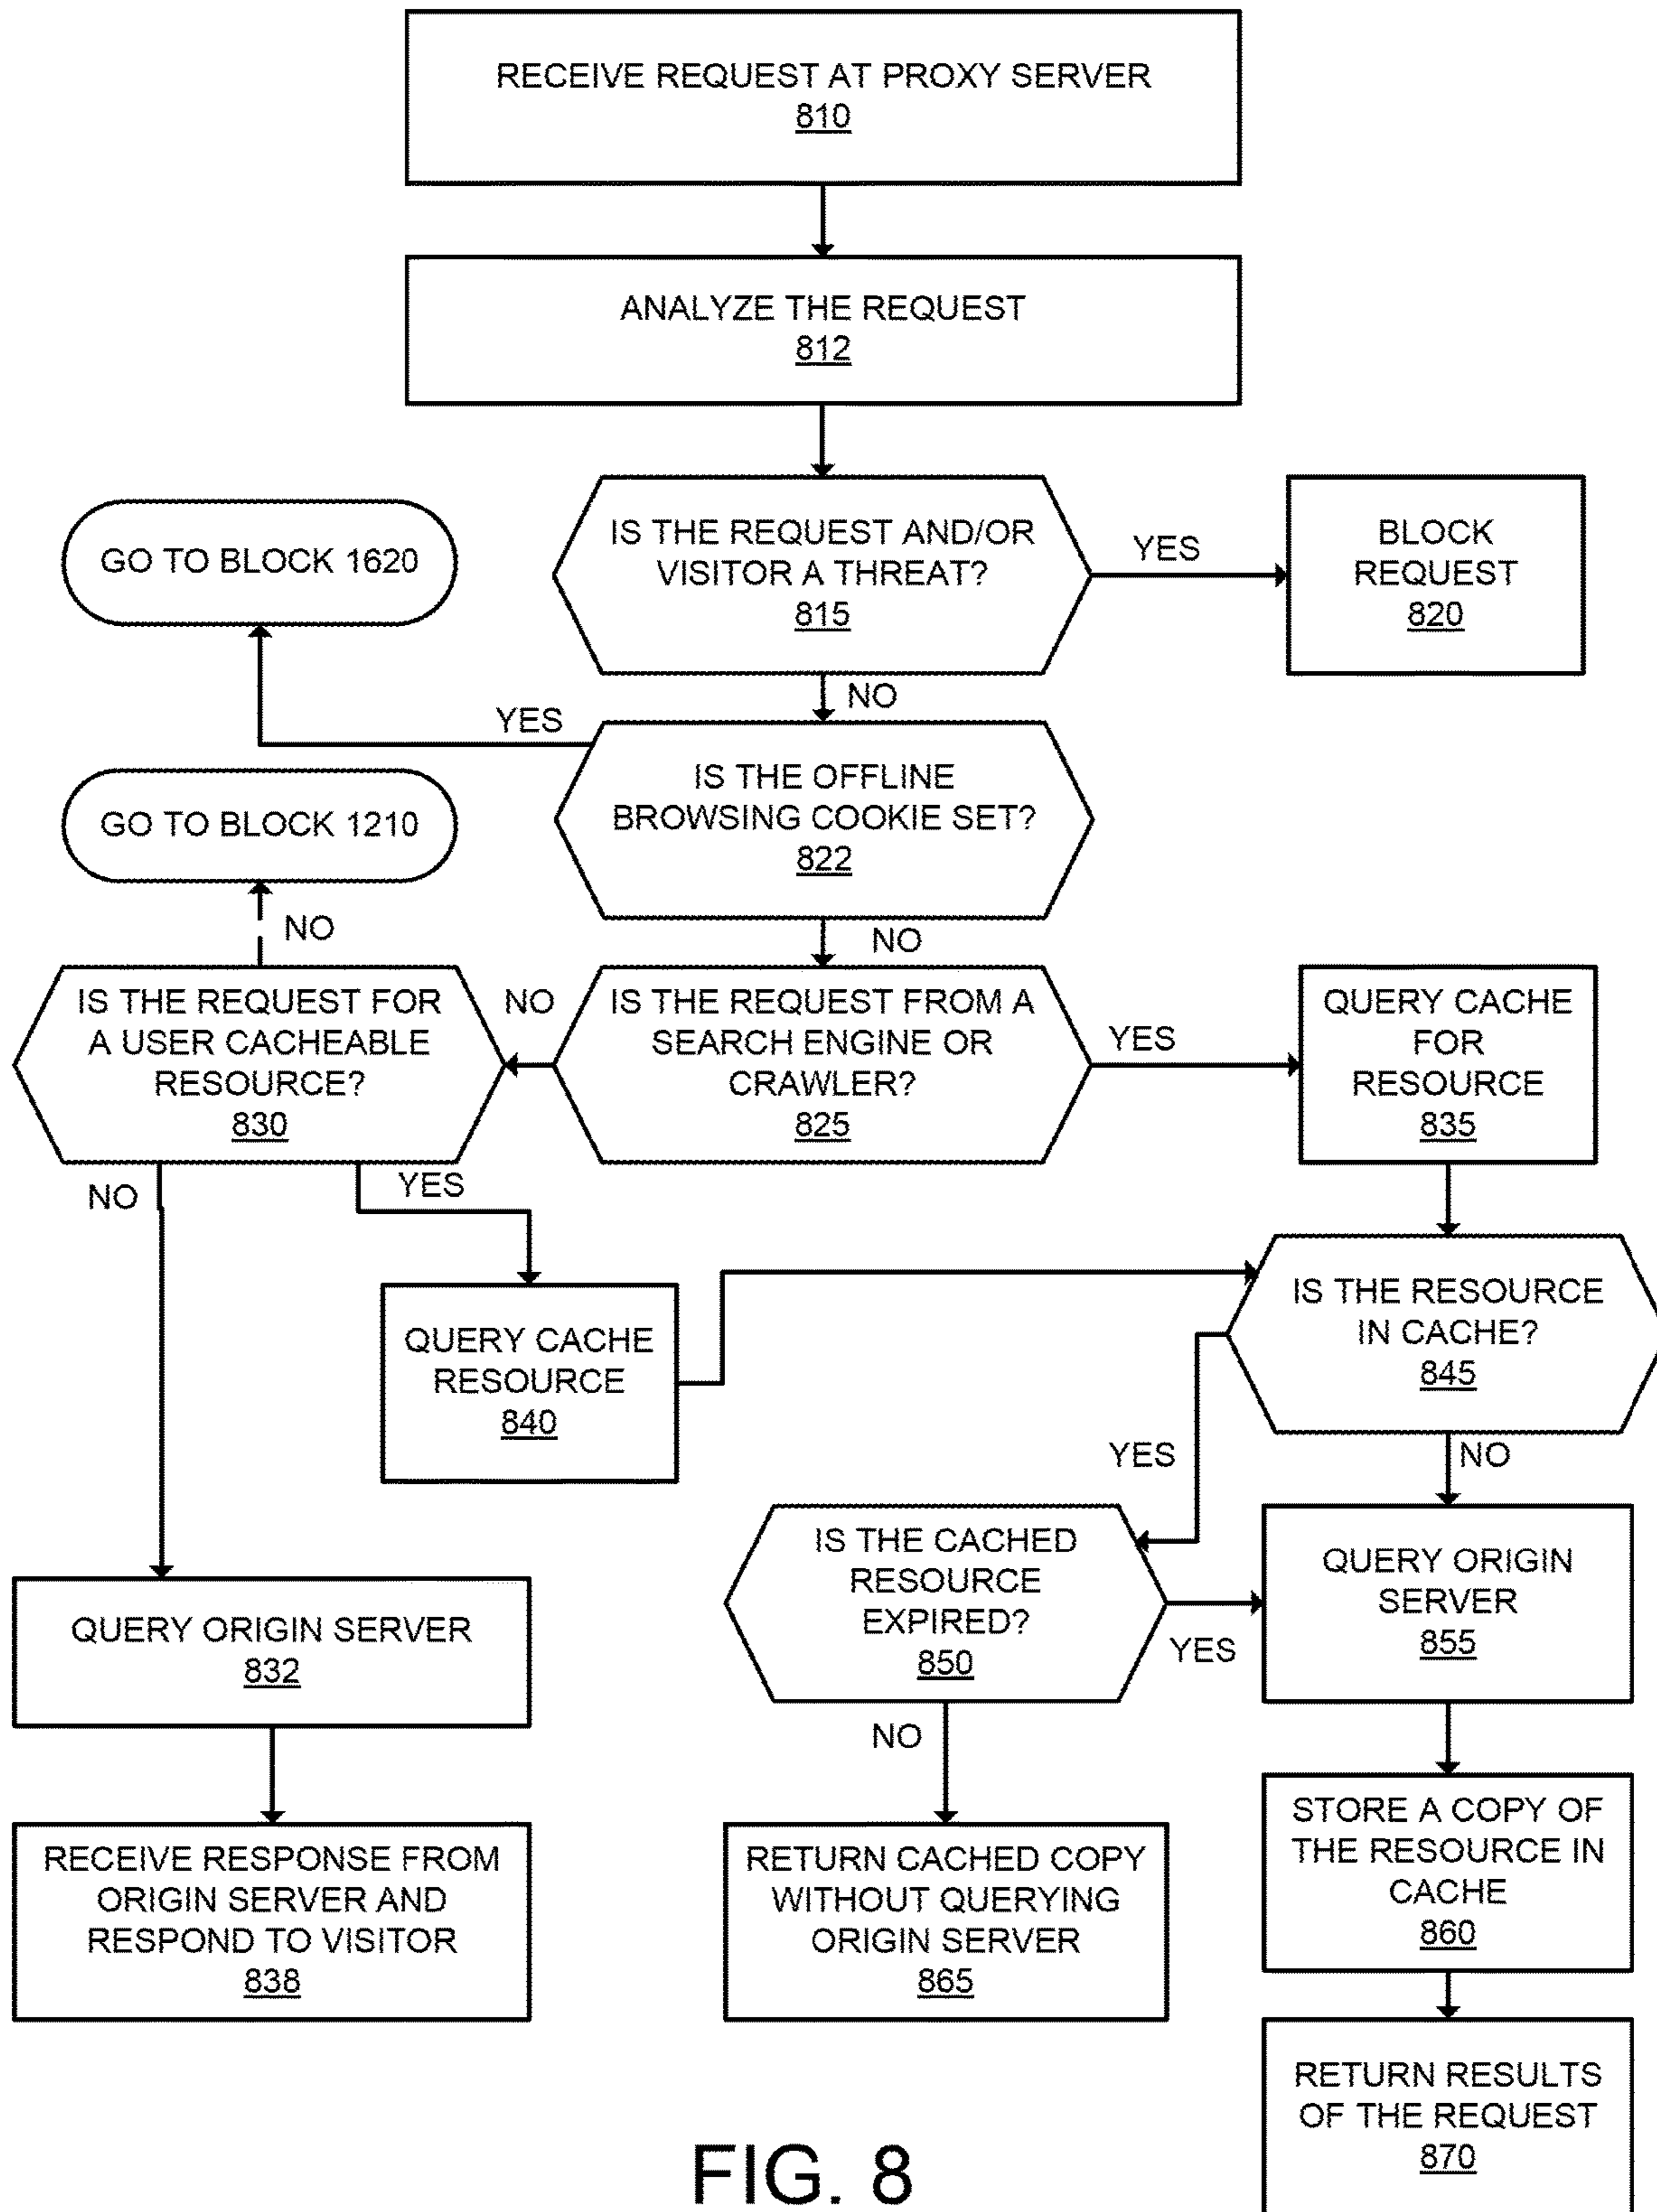 RECEIVE REQUEST AT PROXY SERVER
810
ANALYZE THE REQUEST
812
IS THE REQUEST AND/OR
VISITOR A THREAT?
815
YES
BLOCK
REQUEST
820
GO TO BLOCK 1620
NO
YES
IS THE OFFLINE
BROWSING COOKIE SET?
822
GO TO BLOCK 1210
NO
NO
IS THE REQUEST FOR
A USER CACHEABLE
RESOURCE?
830
NO
IS THE REQUEST FROM A
SEARCH ENGINE OR
CRAWLER?
825
YES
QUERY CACHE
FOR
RESOURCE
835
NO
YES
QUERY CACHE
RESOURCE
840
IS THE RESOURCE
IN CACHE?
845
YES
NO
IS THE CACHED
RESOURCE
EXPIRED?
850
YES
QUERY ORIGIN
SERVER
855
QUERY ORIGIN SERVER
832
NO
STORE A COPY OF
THE RESOURCE IN
CACHE
860
RECEIVE RESPONSE FROM
ORIGIN SERVER AND
RESPOND TO VISITOR
838
RETURN CACHED COPY
WITHOUT QUERYING
ORIGIN SERVER
865
RETURN RESULTS
OF THE REQUEST
870
FIG. 8